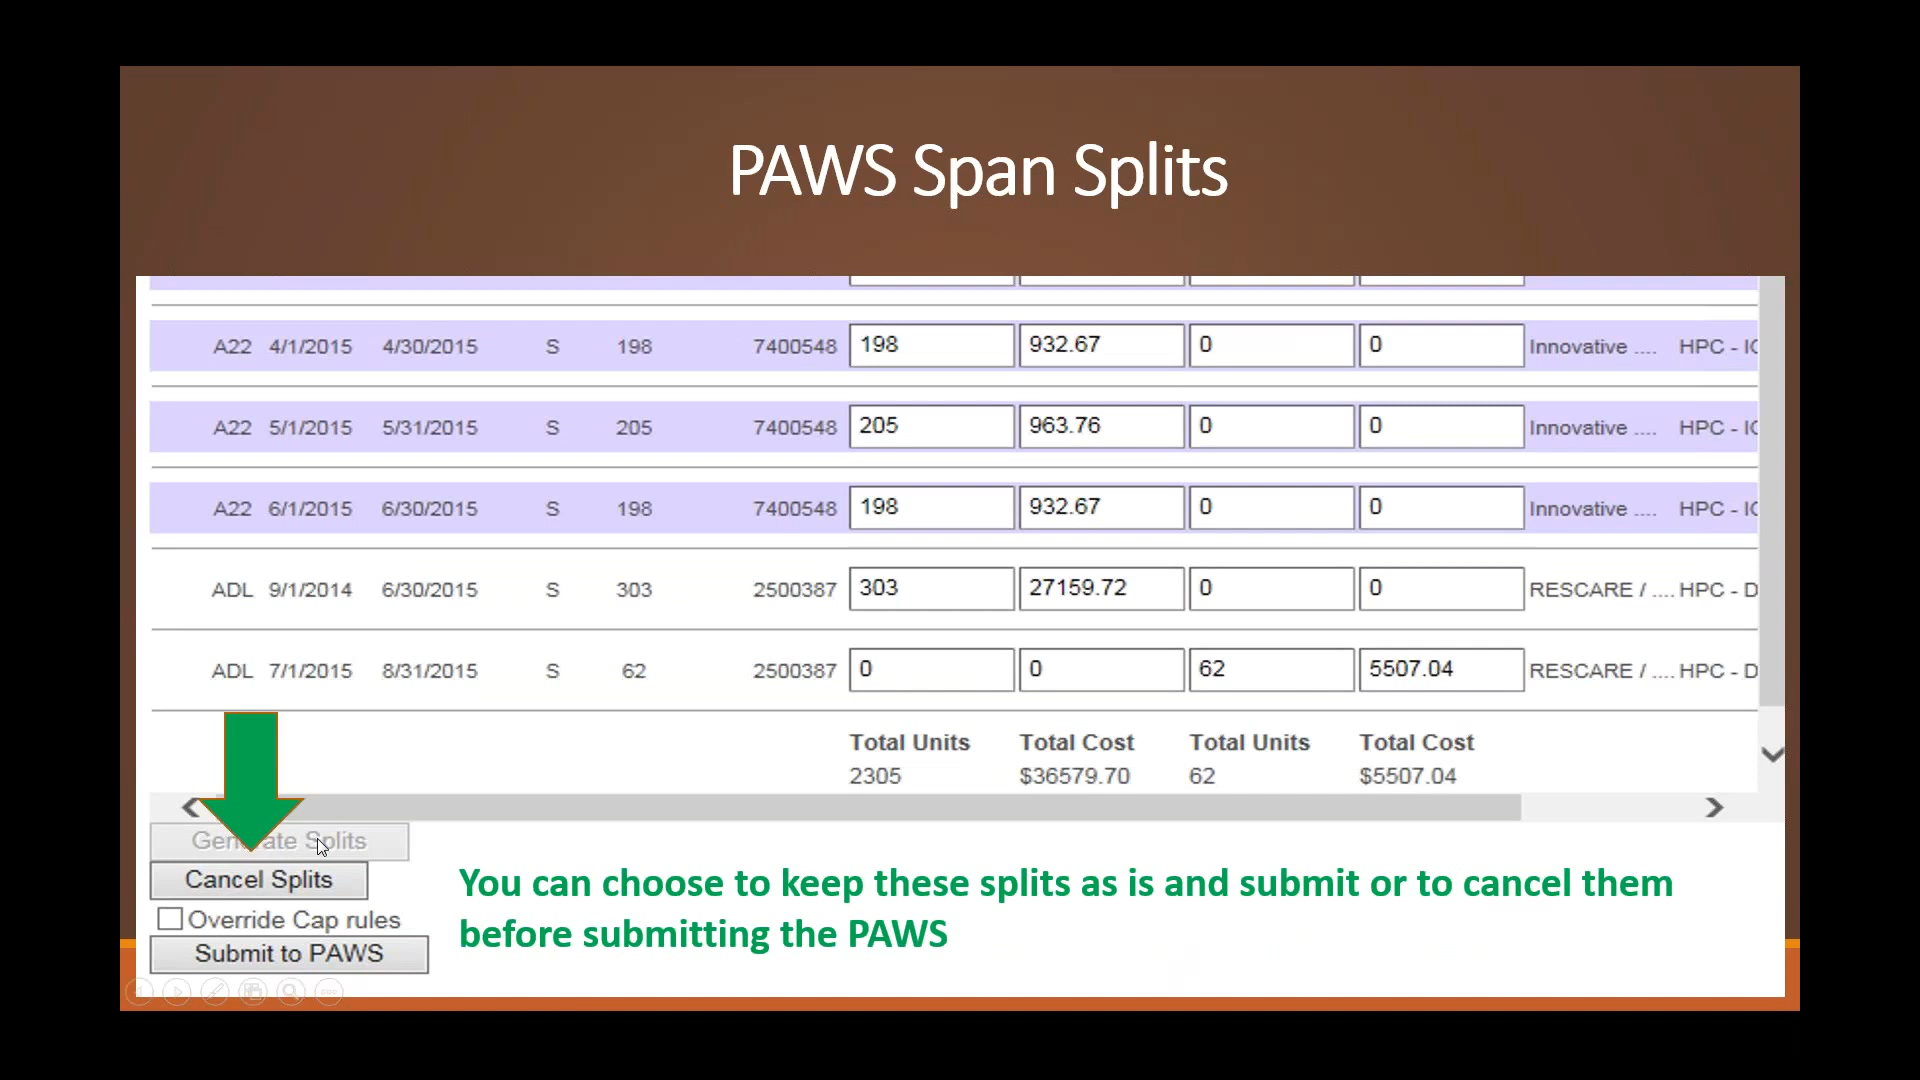 PAWS Span Splits
A22 4/1/2015 4/30/2015 S 198 7400548 198 932.67 0 0 Innovative .... HPC - IC
A22 5/1/2015 5/31/2015 S 205 7400548 205 963.76 0 0 Innovative .... HPC - IC
A22 6/1/2015 6/30/2015 S 198 7400548 198 932.67 0 0 Innovative .... HPC - IC
ADL 9/1/2014 6/30/2015 S 303 2500387 303 27159.72 0 0 RESCARE / .... HPC - D
ADL 7/1/2015 8/31/2015 S 62 2500387 0 0 62 5507.04 RESCARE / .... HPC - D
Total Units Total Cost Total Units Total Cost
2305 $36579.70 62 $5507.04
Generate Splits
Cancel Splits
Override Cap rules
Submit to PAWS
You can choose to keep these splits as is and submit or to cancel them
before submitting the PAWS